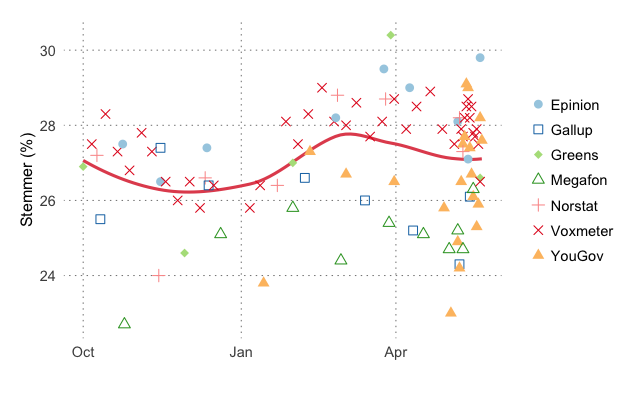 30
28
26
24
Stemmer (%)
Oct
Jan
Apr
Epinion
Gallup
Greens
Megafon
Norstat
Voxmeter
YouGov